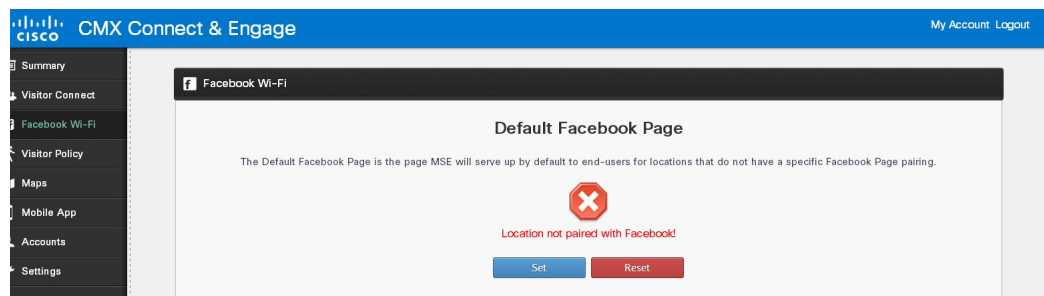 CISCO
CMX Connect & Engage
My Account Logout
Summary
Visitor Connect
Facebook Wi-Fi
Visitor Policy
Maps
Mobile App
Accounts
Settings
f Facebook Wi-Fi
Default Facebook Page
The Default Facebook Page is the page MSE will serve up by default to end-users for locations that do not have a specific Facebook Page pairing.
Location not paired with Facebook!
Set
Reset